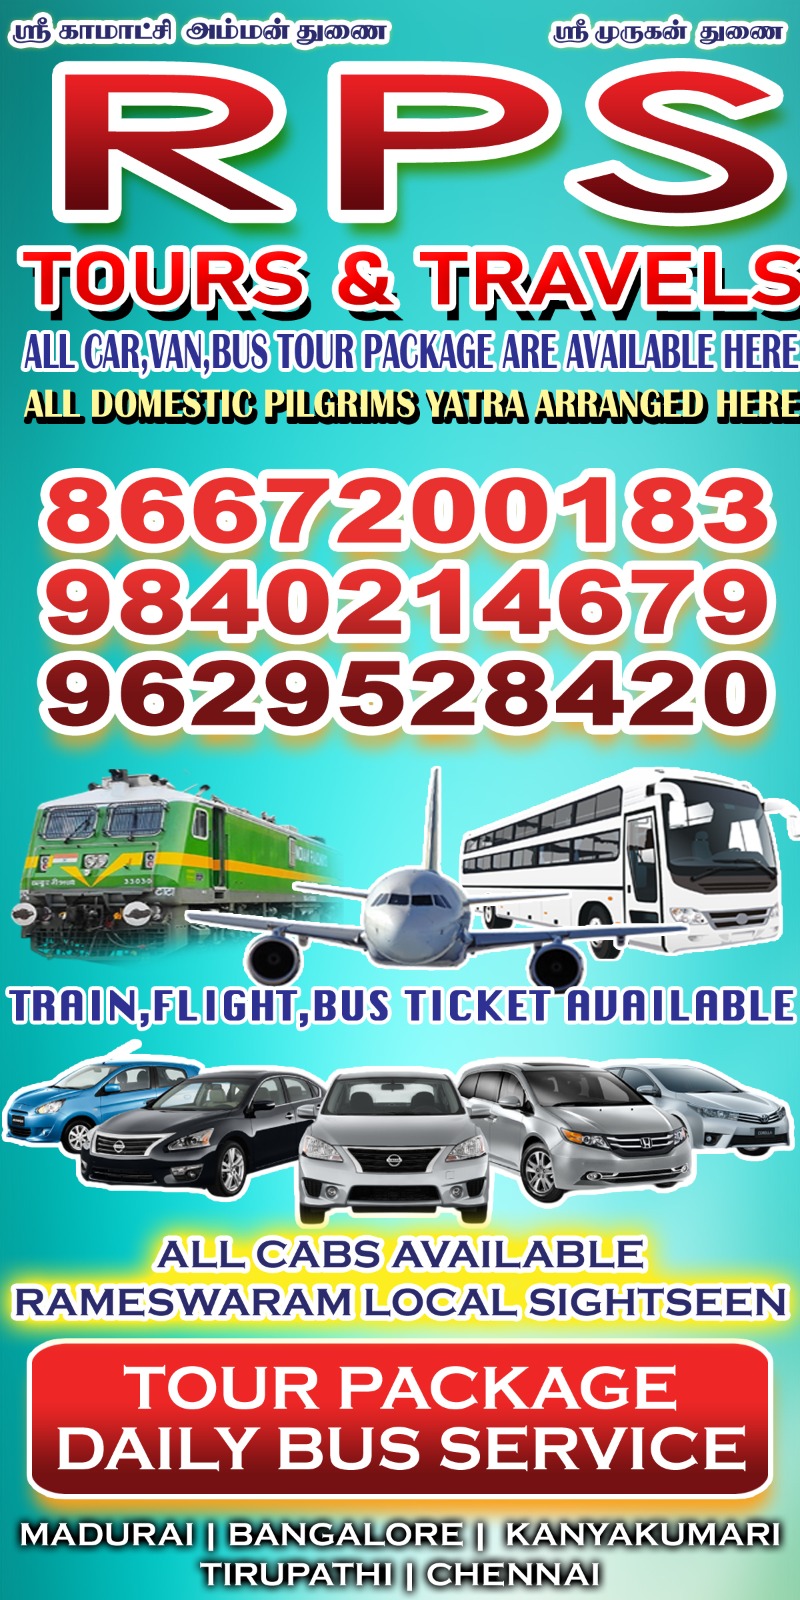 ஸ்ரீ காமாட்சி அம்மன் துணை
ஸ்ரீ முருகன் துணை
RPS
TOURS & TRAVELS
ALL CAR,VAN,BUS TOUR PACKAGE ARE AVAILABLE HERE
ALL DOMESTIC PILGRIMS YATRA ARRANGED HERE
8667200183
9840214679
9629528420
33030
TRAIN,FLIGHT,BUS TICKET AVAILABLE
ALL CABS AVAILABLE
RAMESWARAM LOCAL SIGHTSEEN
TOUR PACKAGE
DAILY BUS SERVICE
MADURAI | BANGALORE | KANYAKUMARI
TIRUPATHI | CHENNAI